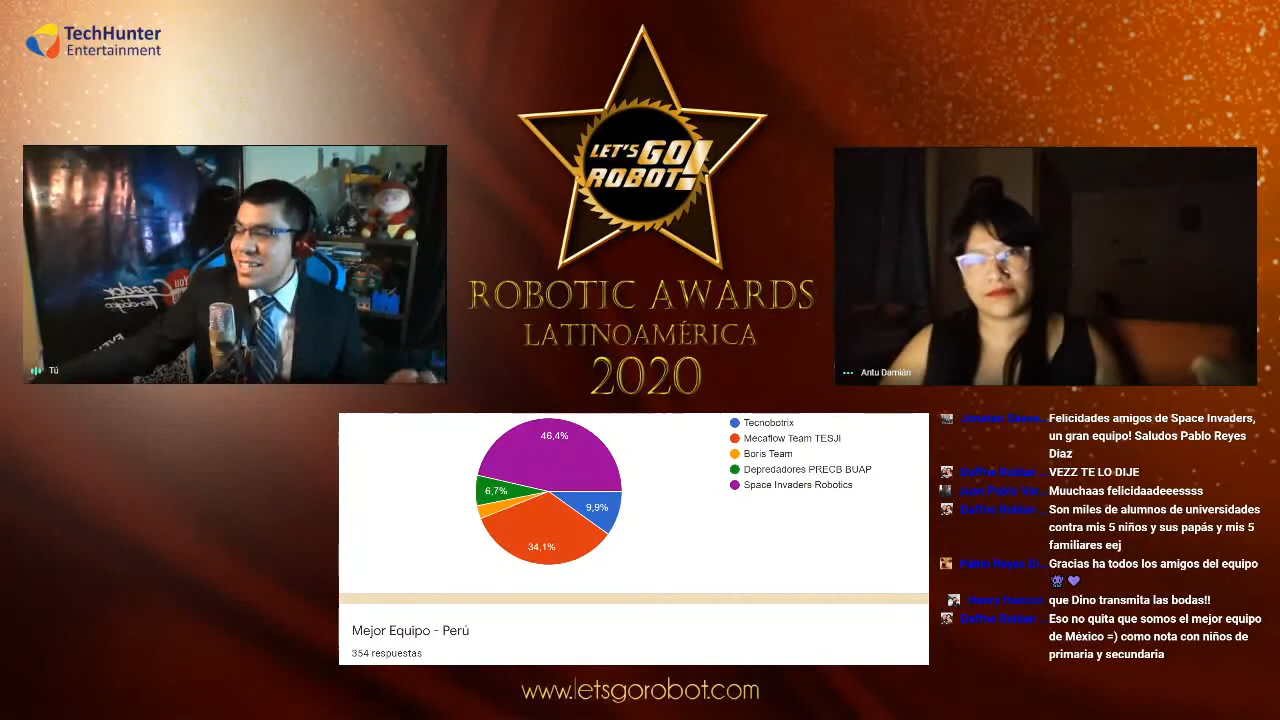 TechHunter
Entertainment
LET'S GO
ROBOT!
ROBOTIC AWARDS
LATINOAMÉRICA
2020
Tú
Antu Damián
46,4%
6,7%
9,9%
34,1%
Tecnobotrix
Mecaflow Team TESJI
Boris Team
Depredadores PRECB BUAP
Space Invaders Robotics
Mejor Equipo - Perú
354 respuestas
Felicidades amigos de Space Invaders,
un gran equipo! Saludos Pablo Reyes
Diaz
VEZZ TE LO DIJE
Muuchaas felicidaadeeessss
Son miles de alumnos de universidades
contra mis 5 niños y sus papás y mis 5
familiares eej
Gracias ha todos los amigos del equipo
que Dino transmita las bodas!!
Eso no quita que somos el mejor equipo
de México =) como nota con niños de
primaria y secundaria
www.letsgorobot.com